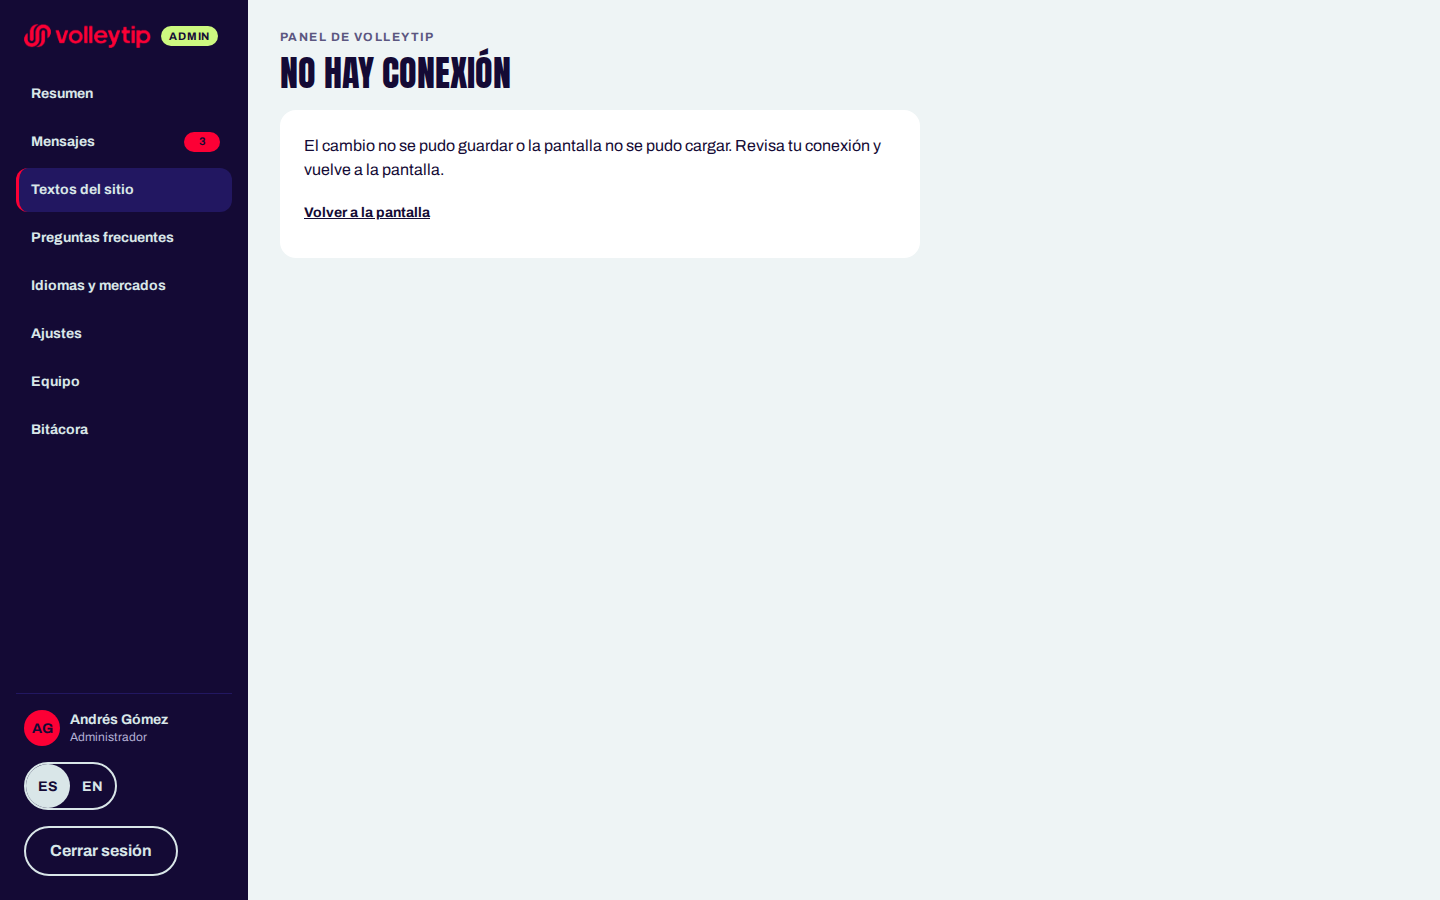 volleytip ADMIN
Resumen
Mensajes 3
Textos del sitio
Preguntas frecuentes
Idiomas y mercados
Ajustes
Equipo
Bitácora
AG Andrés Gómez
Administrador
ES EN
Cerrar sesión
PANEL DE VOLLEYTIP
NO HAY CONEXIÓN
El cambio no se pudo guardar o la pantalla no se pudo cargar. Revisa tu conexión y
vuelve a la pantalla.
Volver a la pantalla